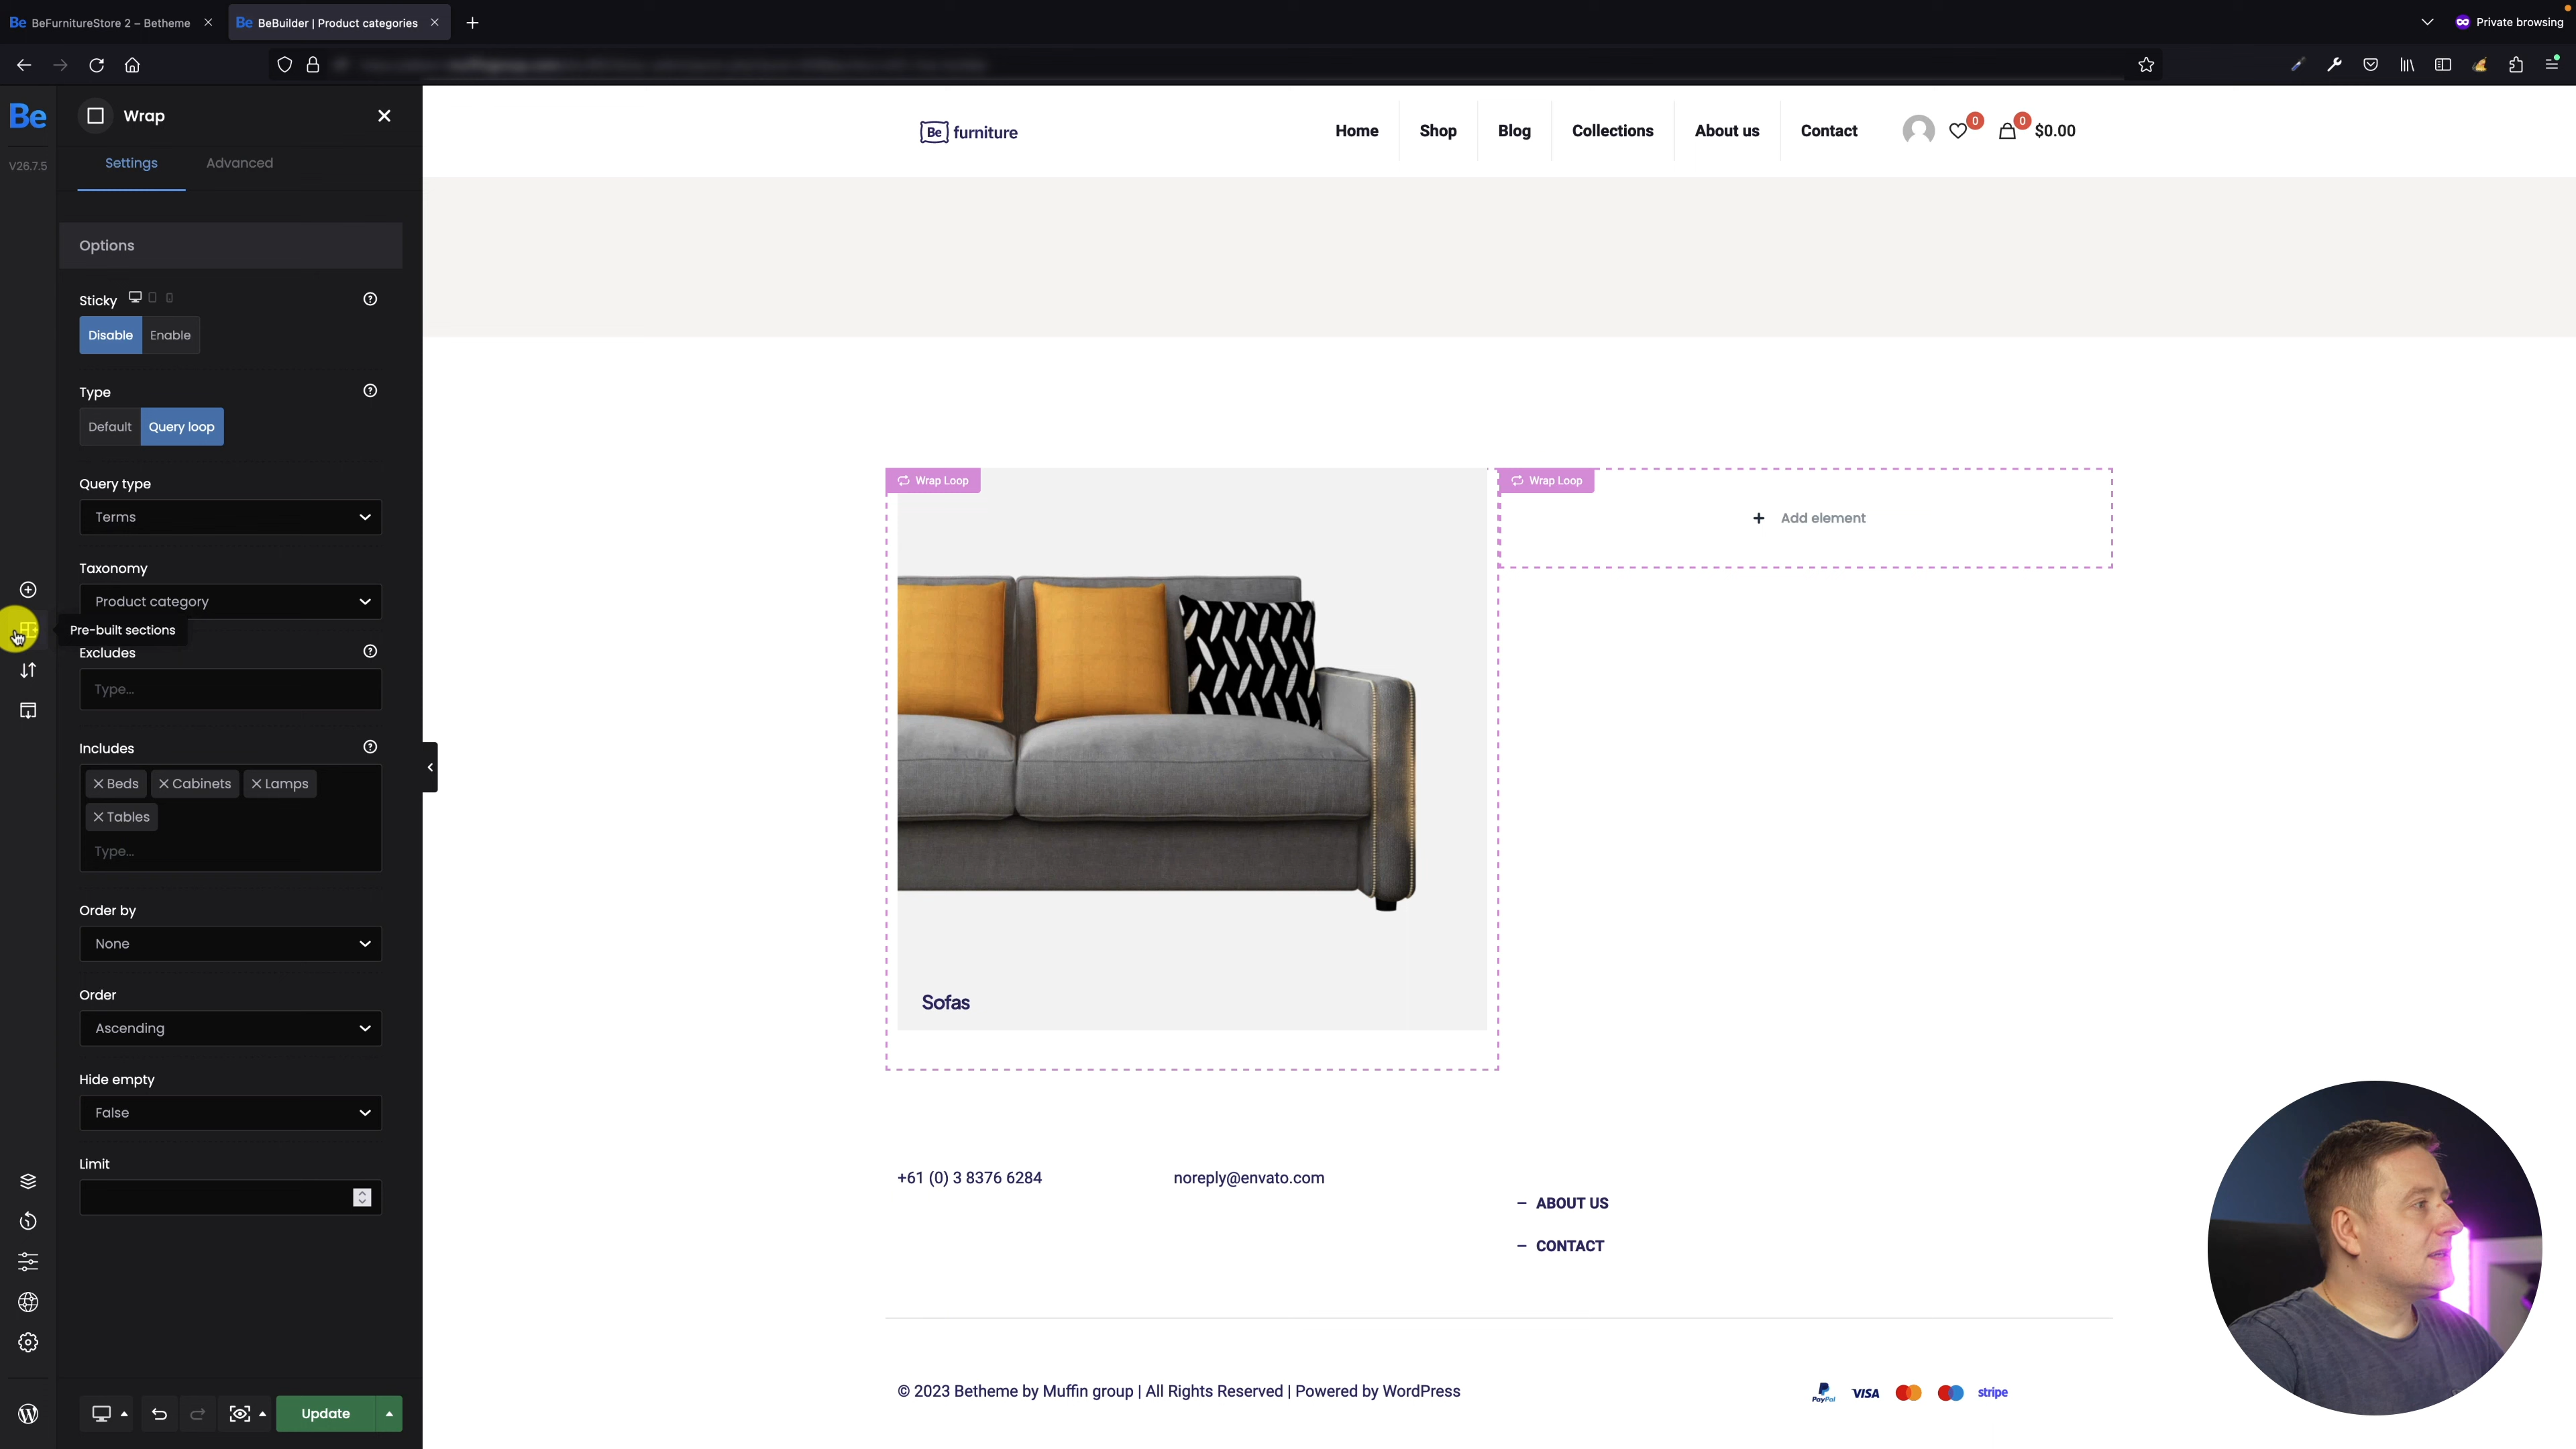 Be BeFurnitureStore 2 – Betheme
Be BeBuilder | Product categories
Private browsing
Be
V26.7.5
Wrap
Settings
Advanced
Options
Sticky
Disable
Enable
Type
Default
Query loop
Query type
Terms
Taxonomy
Product category
Pre-built sections
Excludes
Type...
Includes
Beds
Cabinets
Lamps
Tables
Type...
Order by
None
Order
Ascending
Hide empty
False
Limit
Update
Be furniture
Home
Shop
Blog
Collections
About us
Contact
0
0
$0.00
Wrap Loop
Wrap Loop
+ Add element
Sofas
+61 (0) 3 8376 6284
noreply@envato.com
– ABOUT US
– CONTACT
© 2023 Betheme by Muffin group | All Rights Reserved | Powered by WordPress
PayPal
VISA
stripe